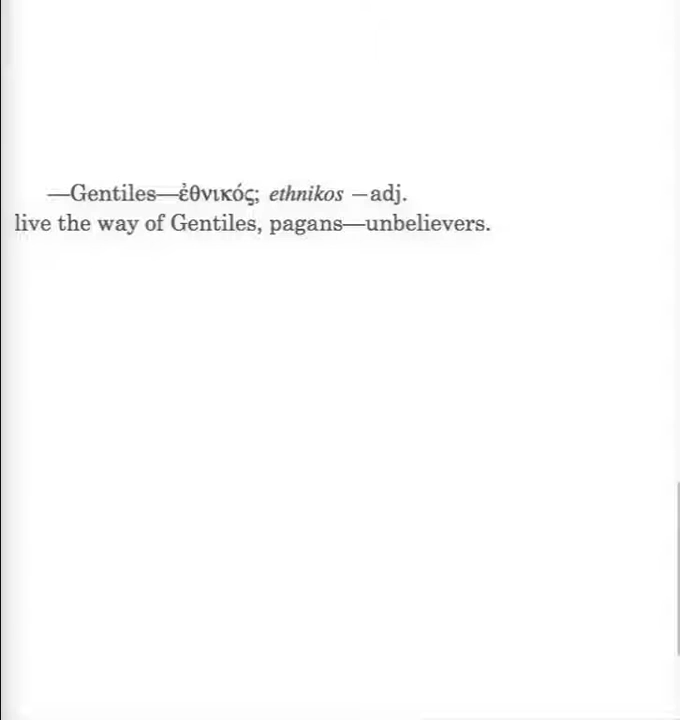 —Gentiles—ἐθνικός; ethnikos —adj.
live the way of Gentiles, pagans—unbelievers.